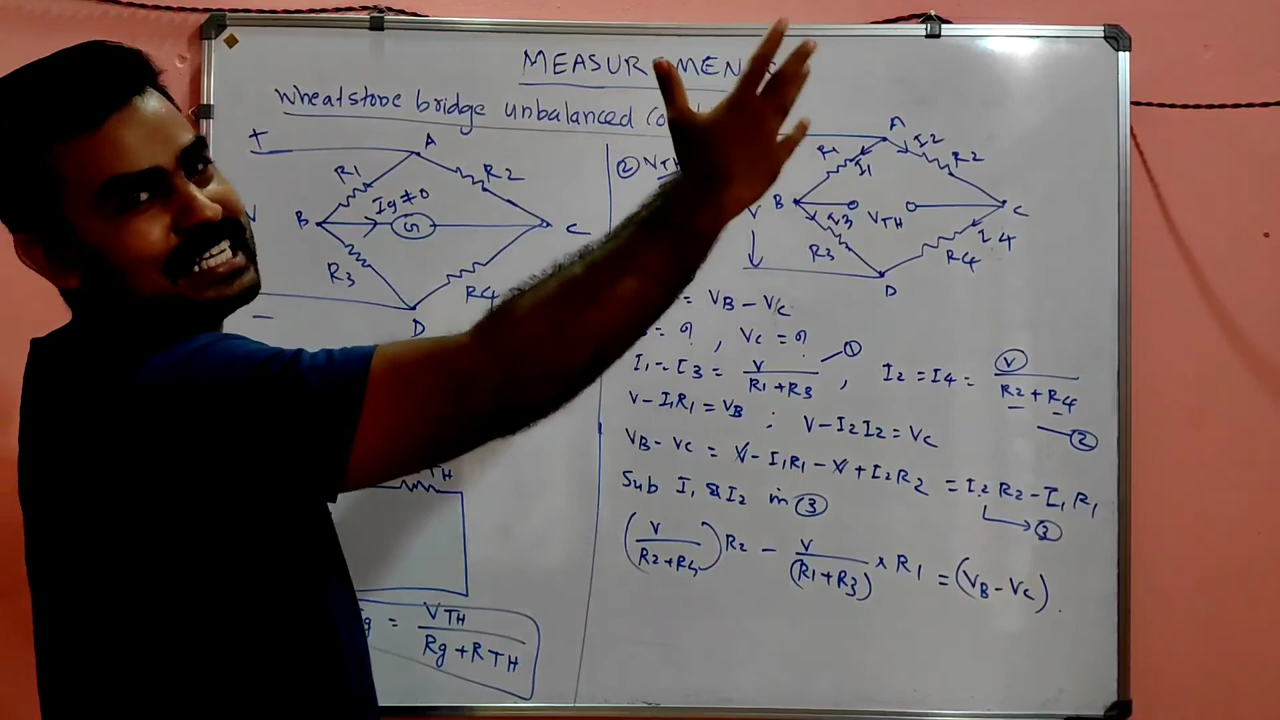 MEASUREMEN
Wheatstone bridge unbalanced Co
+
A
R1
R2
Ig≠0
B
G
C
V
R3
R4
D
−
TH
g = VTH / Rg + RTH
② VTH
A
R1
I1
I2
R2
B
VTH
C
V
I3
I4
R3
R4
D
= VB − VC
= ? , VC = ?
I1 = I3 = V / R1 + R3 — ① , I2 = I4 = V / R2 + R4 — ②
V − I1R1 = VB ; V − I2I2 = VC
VB − VC = V − I1R1 − V + I2R2 = I2R2 − I1R1 → ③
Sub I1 & I2 in ③
(V / R2+R4) R2 − V / (R1+R3) × R1 = (VB − VC).